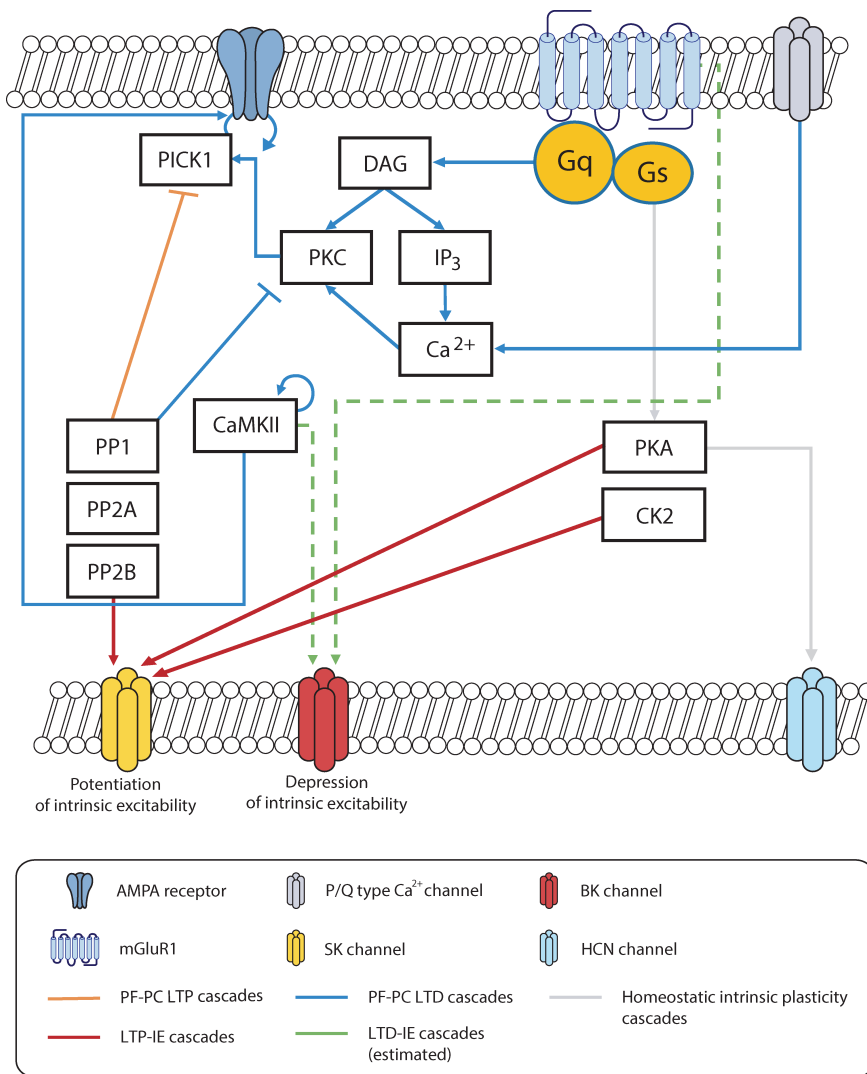 PICK1
DAG
Gq
Gs
PKC
IP3
Ca2+
CaMKII
PP1
PKA
PP2A
CK2
PP2B
Potentiation
of intrinsic excitability
Depression
of intrinsic excitability
AMPA receptor
P/Q type Ca2+ channel
BK channel
mGluR1
SK channel
HCN channel
PF-PC LTP cascades
PF-PC LTD cascades
Homeostatic intrinsic plasticity
cascades
LTP-IE cascades
LTD-IE cascades
(estimated)